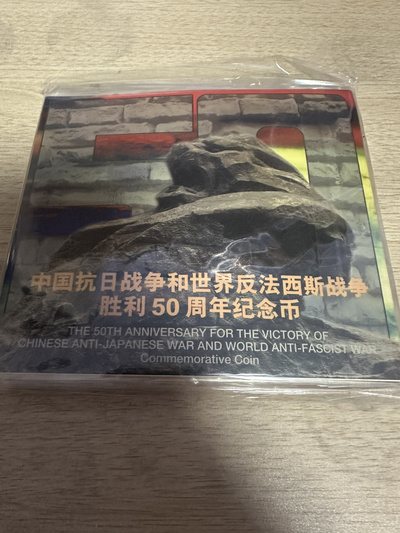 中国抗日战争和世界反法西斯战争
胜利50周年纪念币
THE 50TH ANNIVERSARY FOR THE VICTORY OF
CHINESE ANTI-JAPANESE WAR AND WORLD ANTI-FASCIST WAR
Commemorative Coin